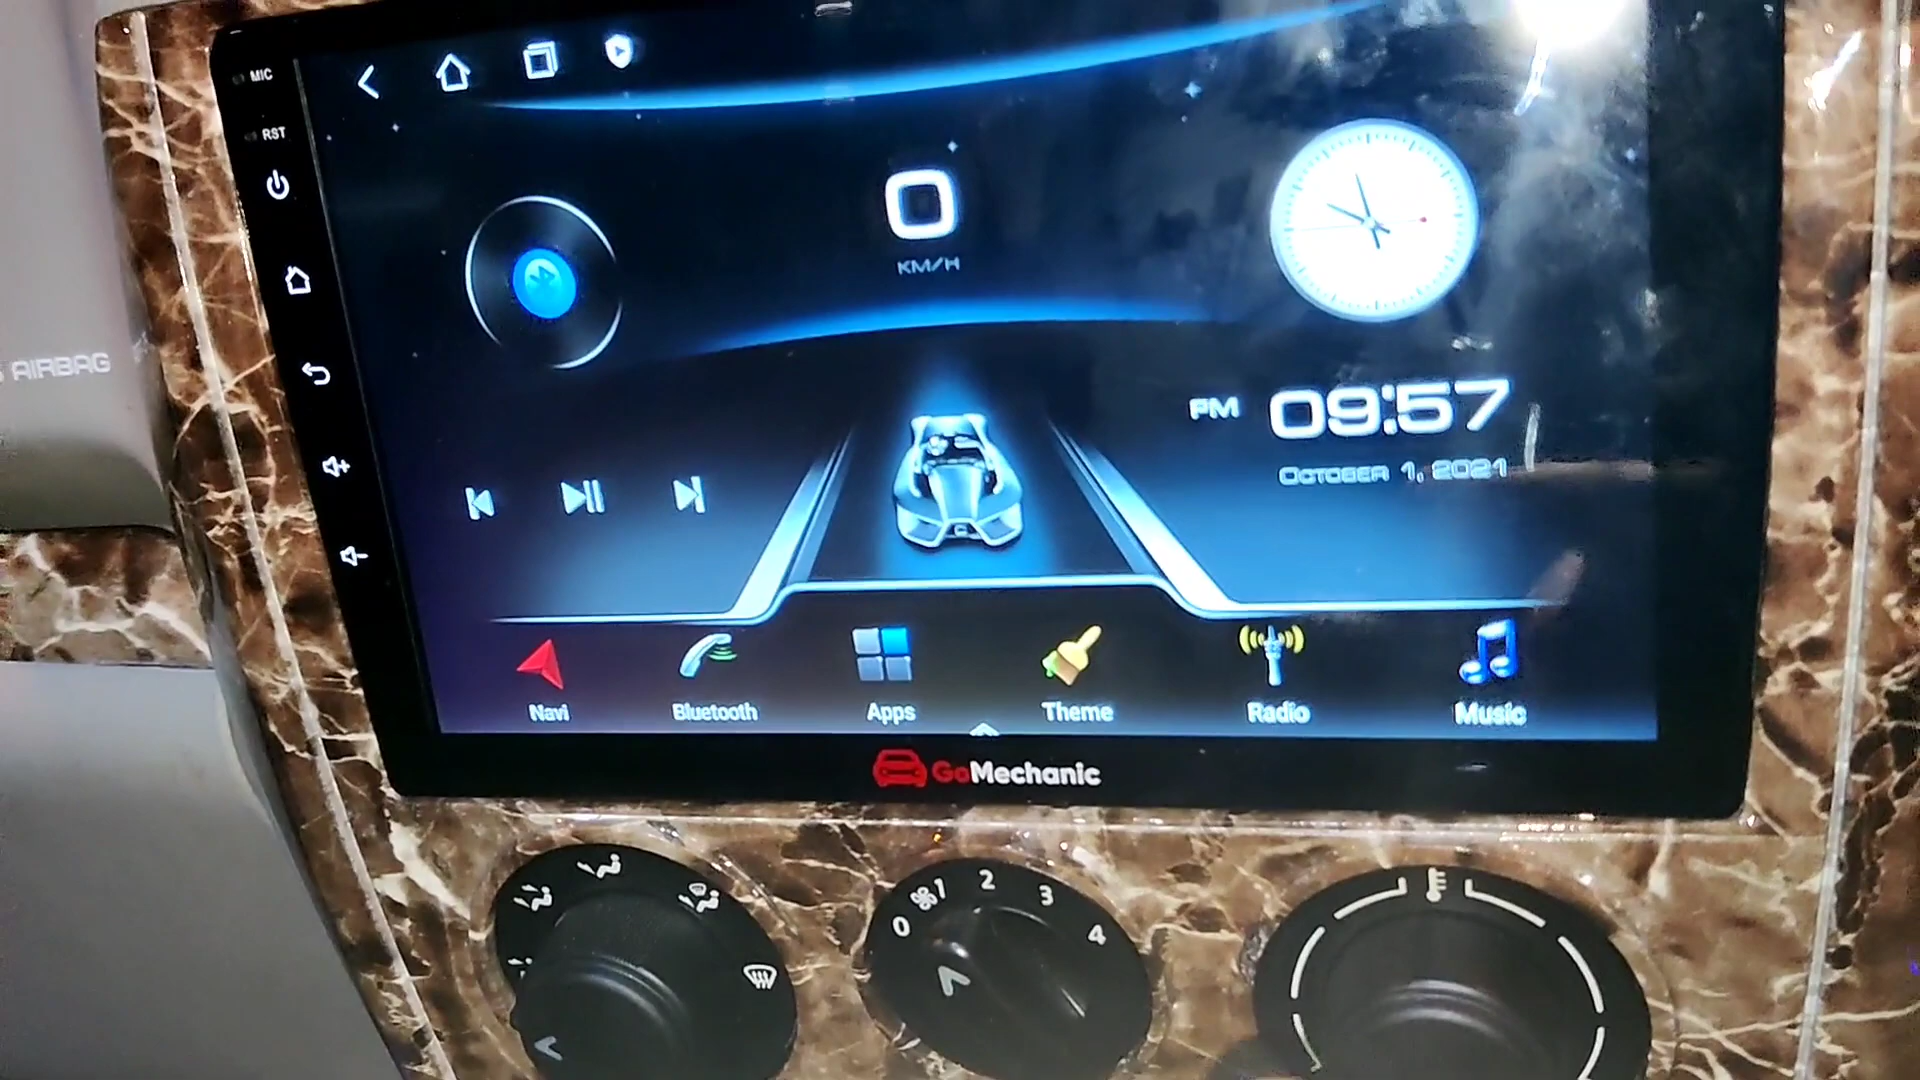 MIC
RST
AIRBAG
0
KM/H
PM 09:57
October 1, 2021
Navi
Bluetooth
Apps
Theme
Radio
Music
GoMechanic
0 1 2 3 4